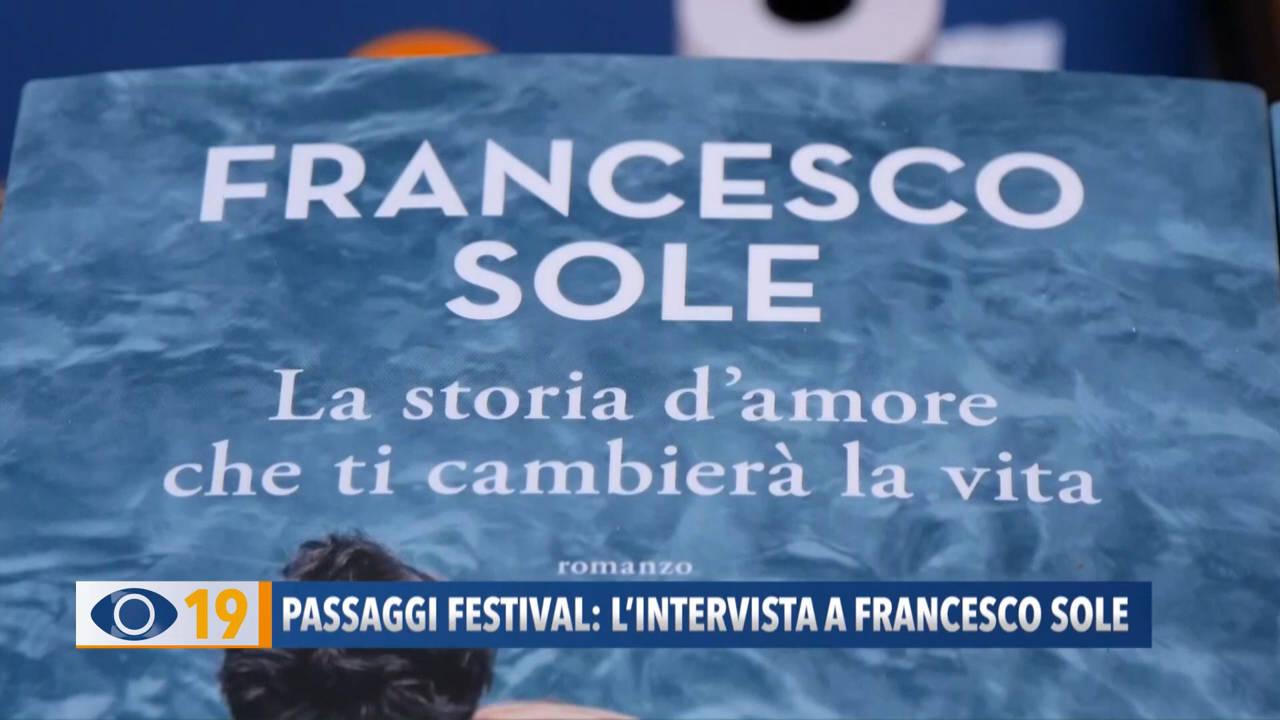 FRANCESCO
SOLE
La storia d’amore
che ti cambierà la vita
romanzo
19 PASSAGGI FESTIVAL: L’INTERVISTA A FRANCESCO SOLE